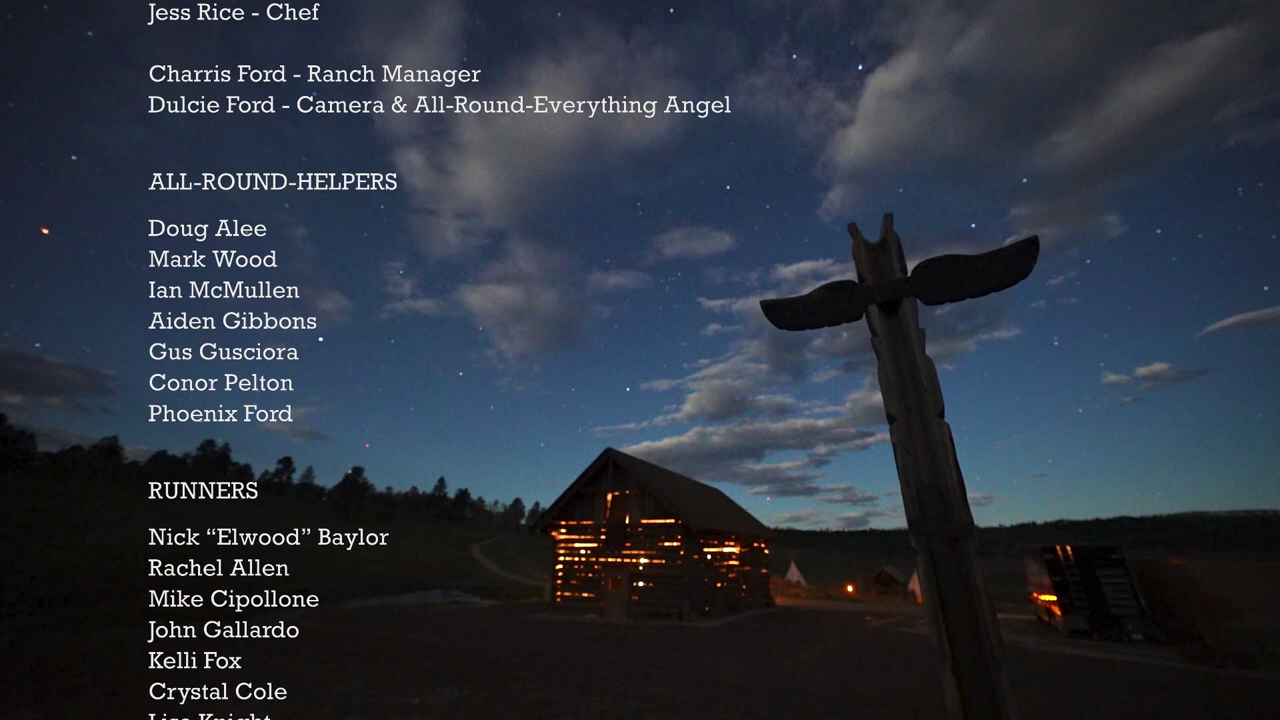 Jess Rice - Chef
Charris Ford - Ranch Manager
Dulcie Ford - Camera & All-Round-Everything Angel
ALL-ROUND-HELPERS
Doug Alee
Mark Wood
Ian McMullen
Aiden Gibbons
Gus Gusciora
Conor Pelton
Phoenix Ford
RUNNERS
Nick “Elwood” Baylor
Rachel Allen
Mike Cipollone
John Gallardo
Kelli Fox
Crystal Cole
Lisa Knight